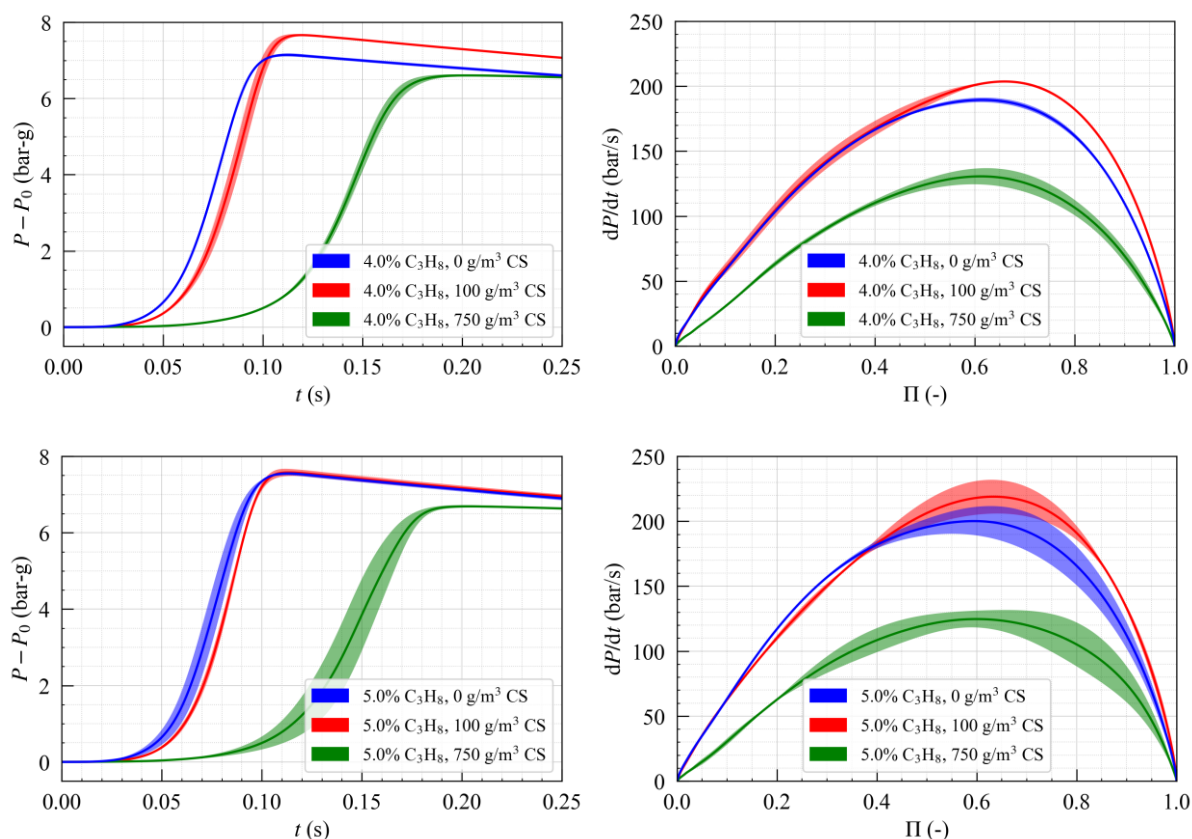 8
6
4
2
0
P − P₀ (bar-g)
4.0% C₃H₈, 0 g/m³ CS
4.0% C₃H₈, 100 g/m³ CS
4.0% C₃H₈, 750 g/m³ CS
0.00 0.05 0.10 0.15 0.20 0.25
t (s)
250
200
150
100
50
0
dP/dt (bar/s)
4.0% C₃H₈, 0 g/m³ CS
4.0% C₃H₈, 100 g/m³ CS
4.0% C₃H₈, 750 g/m³ CS
0.0 0.2 0.4 0.6 0.8 1.0
Π (-)
8
6
4
2
0
P − P₀ (bar-g)
5.0% C₃H₈, 0 g/m³ CS
5.0% C₃H₈, 100 g/m³ CS
5.0% C₃H₈, 750 g/m³ CS
0.00 0.05 0.10 0.15 0.20 0.25
t (s)
250
200
150
100
50
0
dP/dt (bar/s)
5.0% C₃H₈, 0 g/m³ CS
5.0% C₃H₈, 100 g/m³ CS
5.0% C₃H₈, 750 g/m³ CS
0.0 0.2 0.4 0.6 0.8 1.0
Π (-)